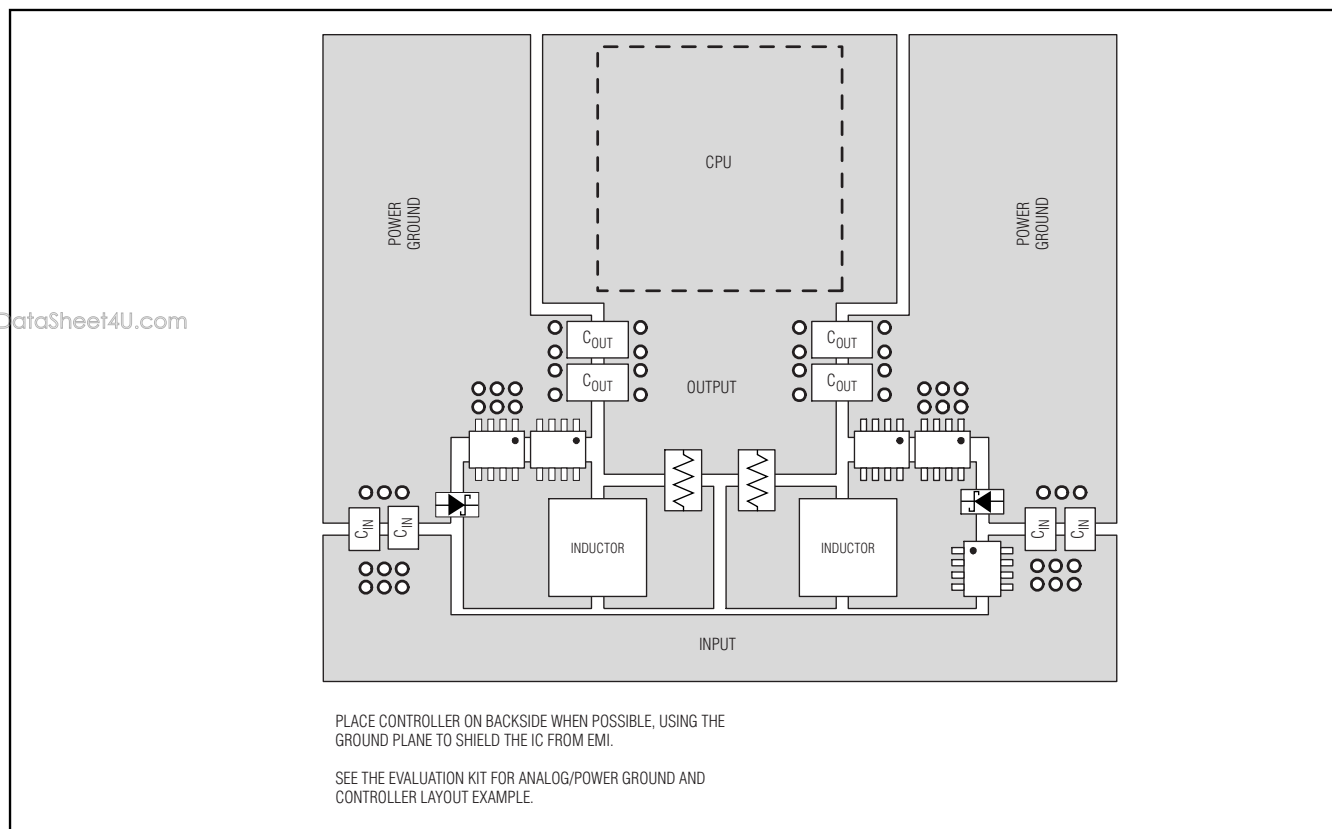 CPU
POWER
GROUND
POWER
GROUND
DataSheet4U.com
COUT
COUT
COUT
COUT
OUTPUT
CIN
CIN
INDUCTOR
INDUCTOR
CIN
CIN
INPUT
PLACE CONTROLLER ON BACKSIDE WHEN POSSIBLE, USING THE
GROUND PLANE TO SHIELD THE IC FROM EMI.
SEE THE EVALUATION KIT FOR ANALOG/POWER GROUND AND
CONTROLLER LAYOUT EXAMPLE.